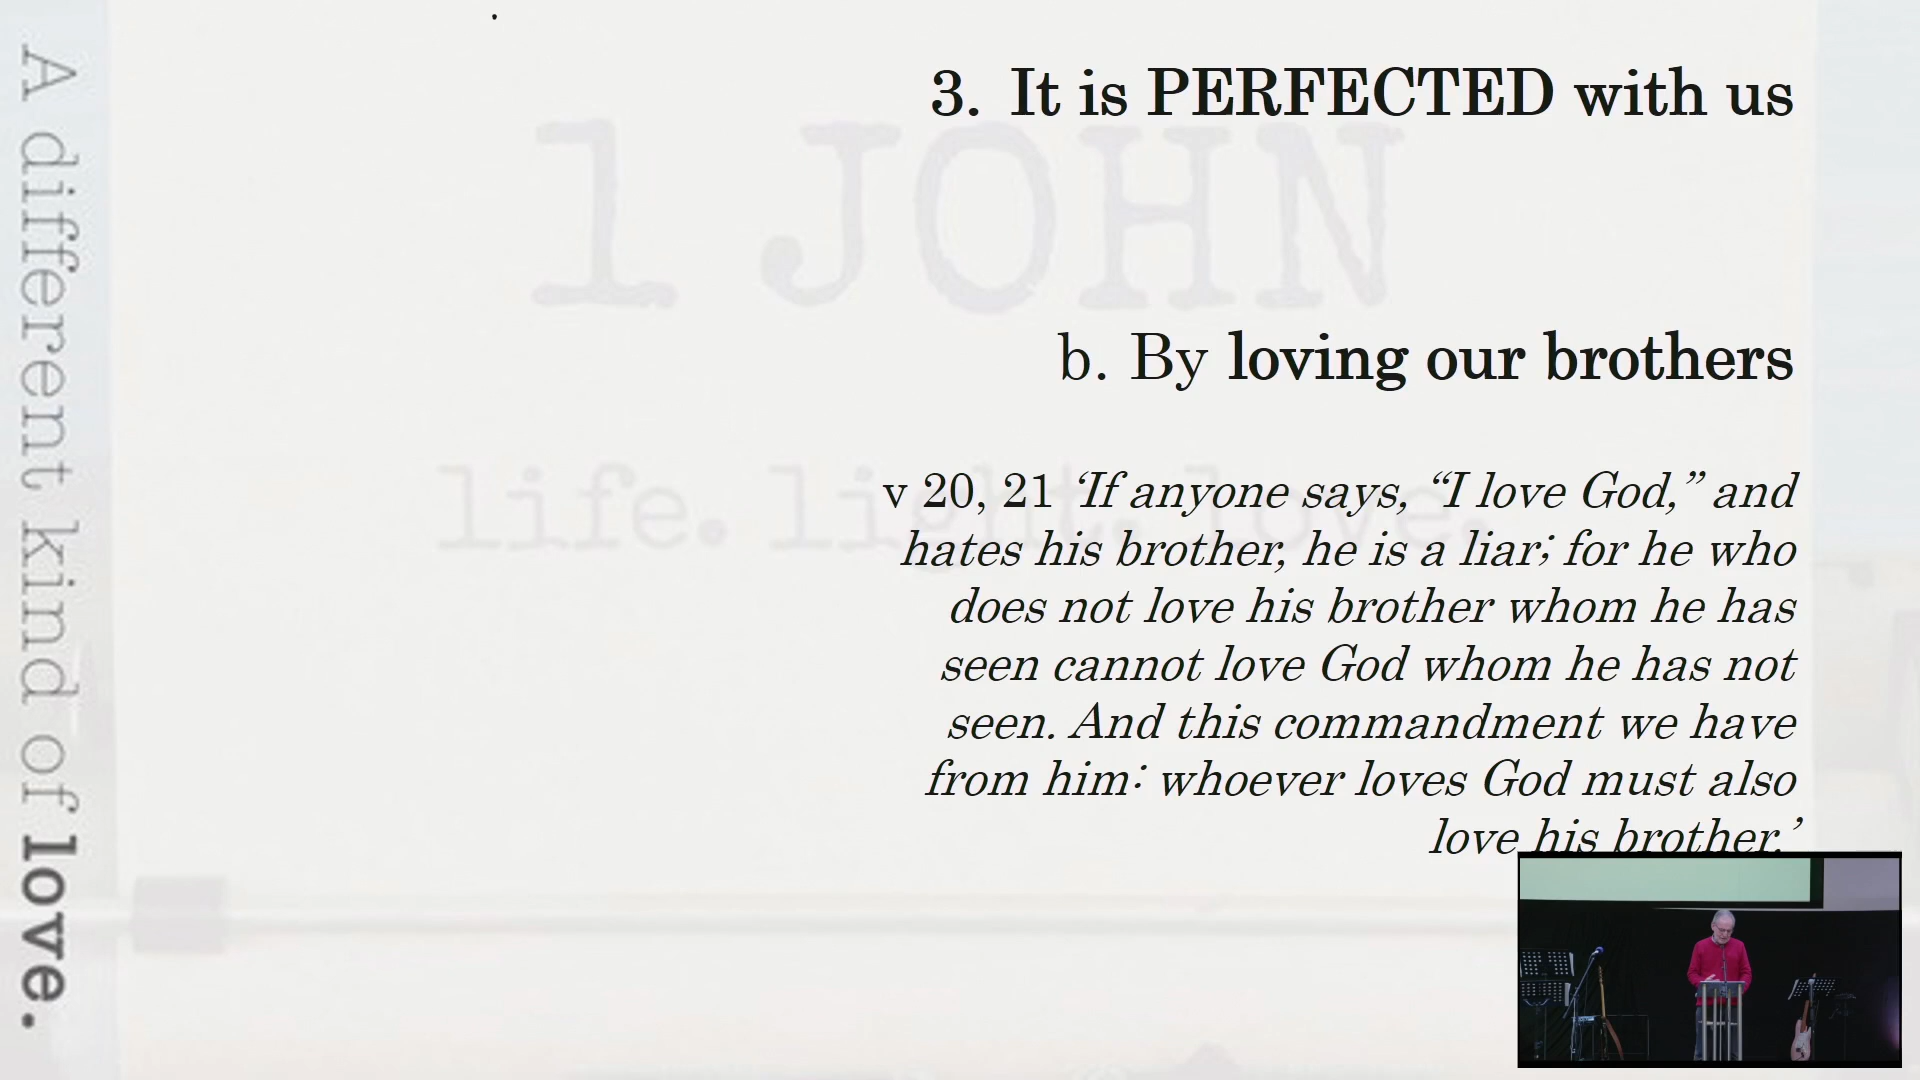 A different kind of love.
3. It is PERFECTED with us
1 JOHN
b. By loving our brothers
life. light. love.
v 20, 21 ‘If anyone says, “I love God,” and
hates his brother, he is a liar; for he who
does not love his brother whom he has
seen cannot love God whom he has not
seen. And this commandment we have
from him: whoever loves God must also
love his brother.’